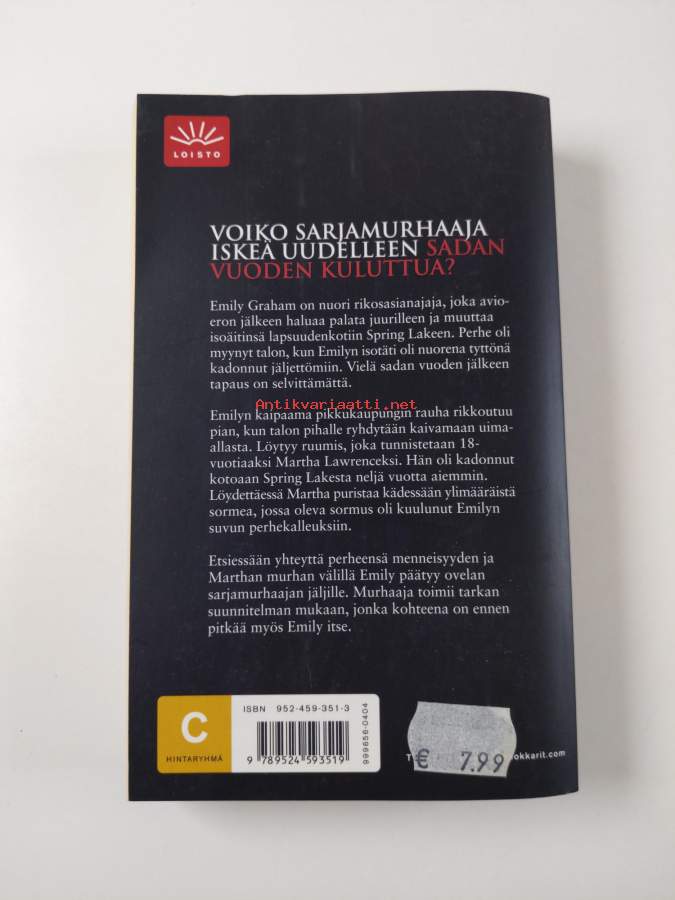 LOISTO
VOIKO SARJAMURHAAJA
ISKEÄ UUDELLEEN SADAN
VUODEN KULUTTUA?
Emily Graham on nuori rikosasianajaja, joka avio-
eron jälkeen haluaa palata juurilleen ja muuttaa
isoäitinsä lapsuudenkotiin Spring Lakeen. Perhe oli
myynyt talon, kun Emilyn isotäti oli nuorena tyttönä
kadonnut jäljettömiin. Vielä sadan vuoden jälkeen
tapaus on selvittämättä.
Antikvariaatti.net
Emilyn kaipaama pikkukaupungin rauha rikkoutuu
pian, kun talon pihalle ryhdytään kaivamaan uima-
allasta. Löytyy ruumis, joka tunnistetaan 18-
vuotiaaksi Martha Lawrenceksi. Hän oli kadonnut
kotoaan Spring Lakesta neljä vuotta aiemmin.
Löydettäessä Martha puristaa kädessään ylimääräistä
sormea, jossa oleva sormus oli kuulunut Emilyn
suvun perhekalleuksiin.
Etsiessään yhteyttä perheensä menneisyyden ja
Marthan murhan välillä Emily päätyy ovelan
sarjamurhaajan jäljille. Murhaaja toimii tarkan
suunnitelman mukaan, jonka kohteena on ennen
pitkää myös Emily itse.
C
HINTARYHMÄ
ISBN 952-459-351-3
9 789524 593519
999656-0404
€ 7.99
okkarit.com